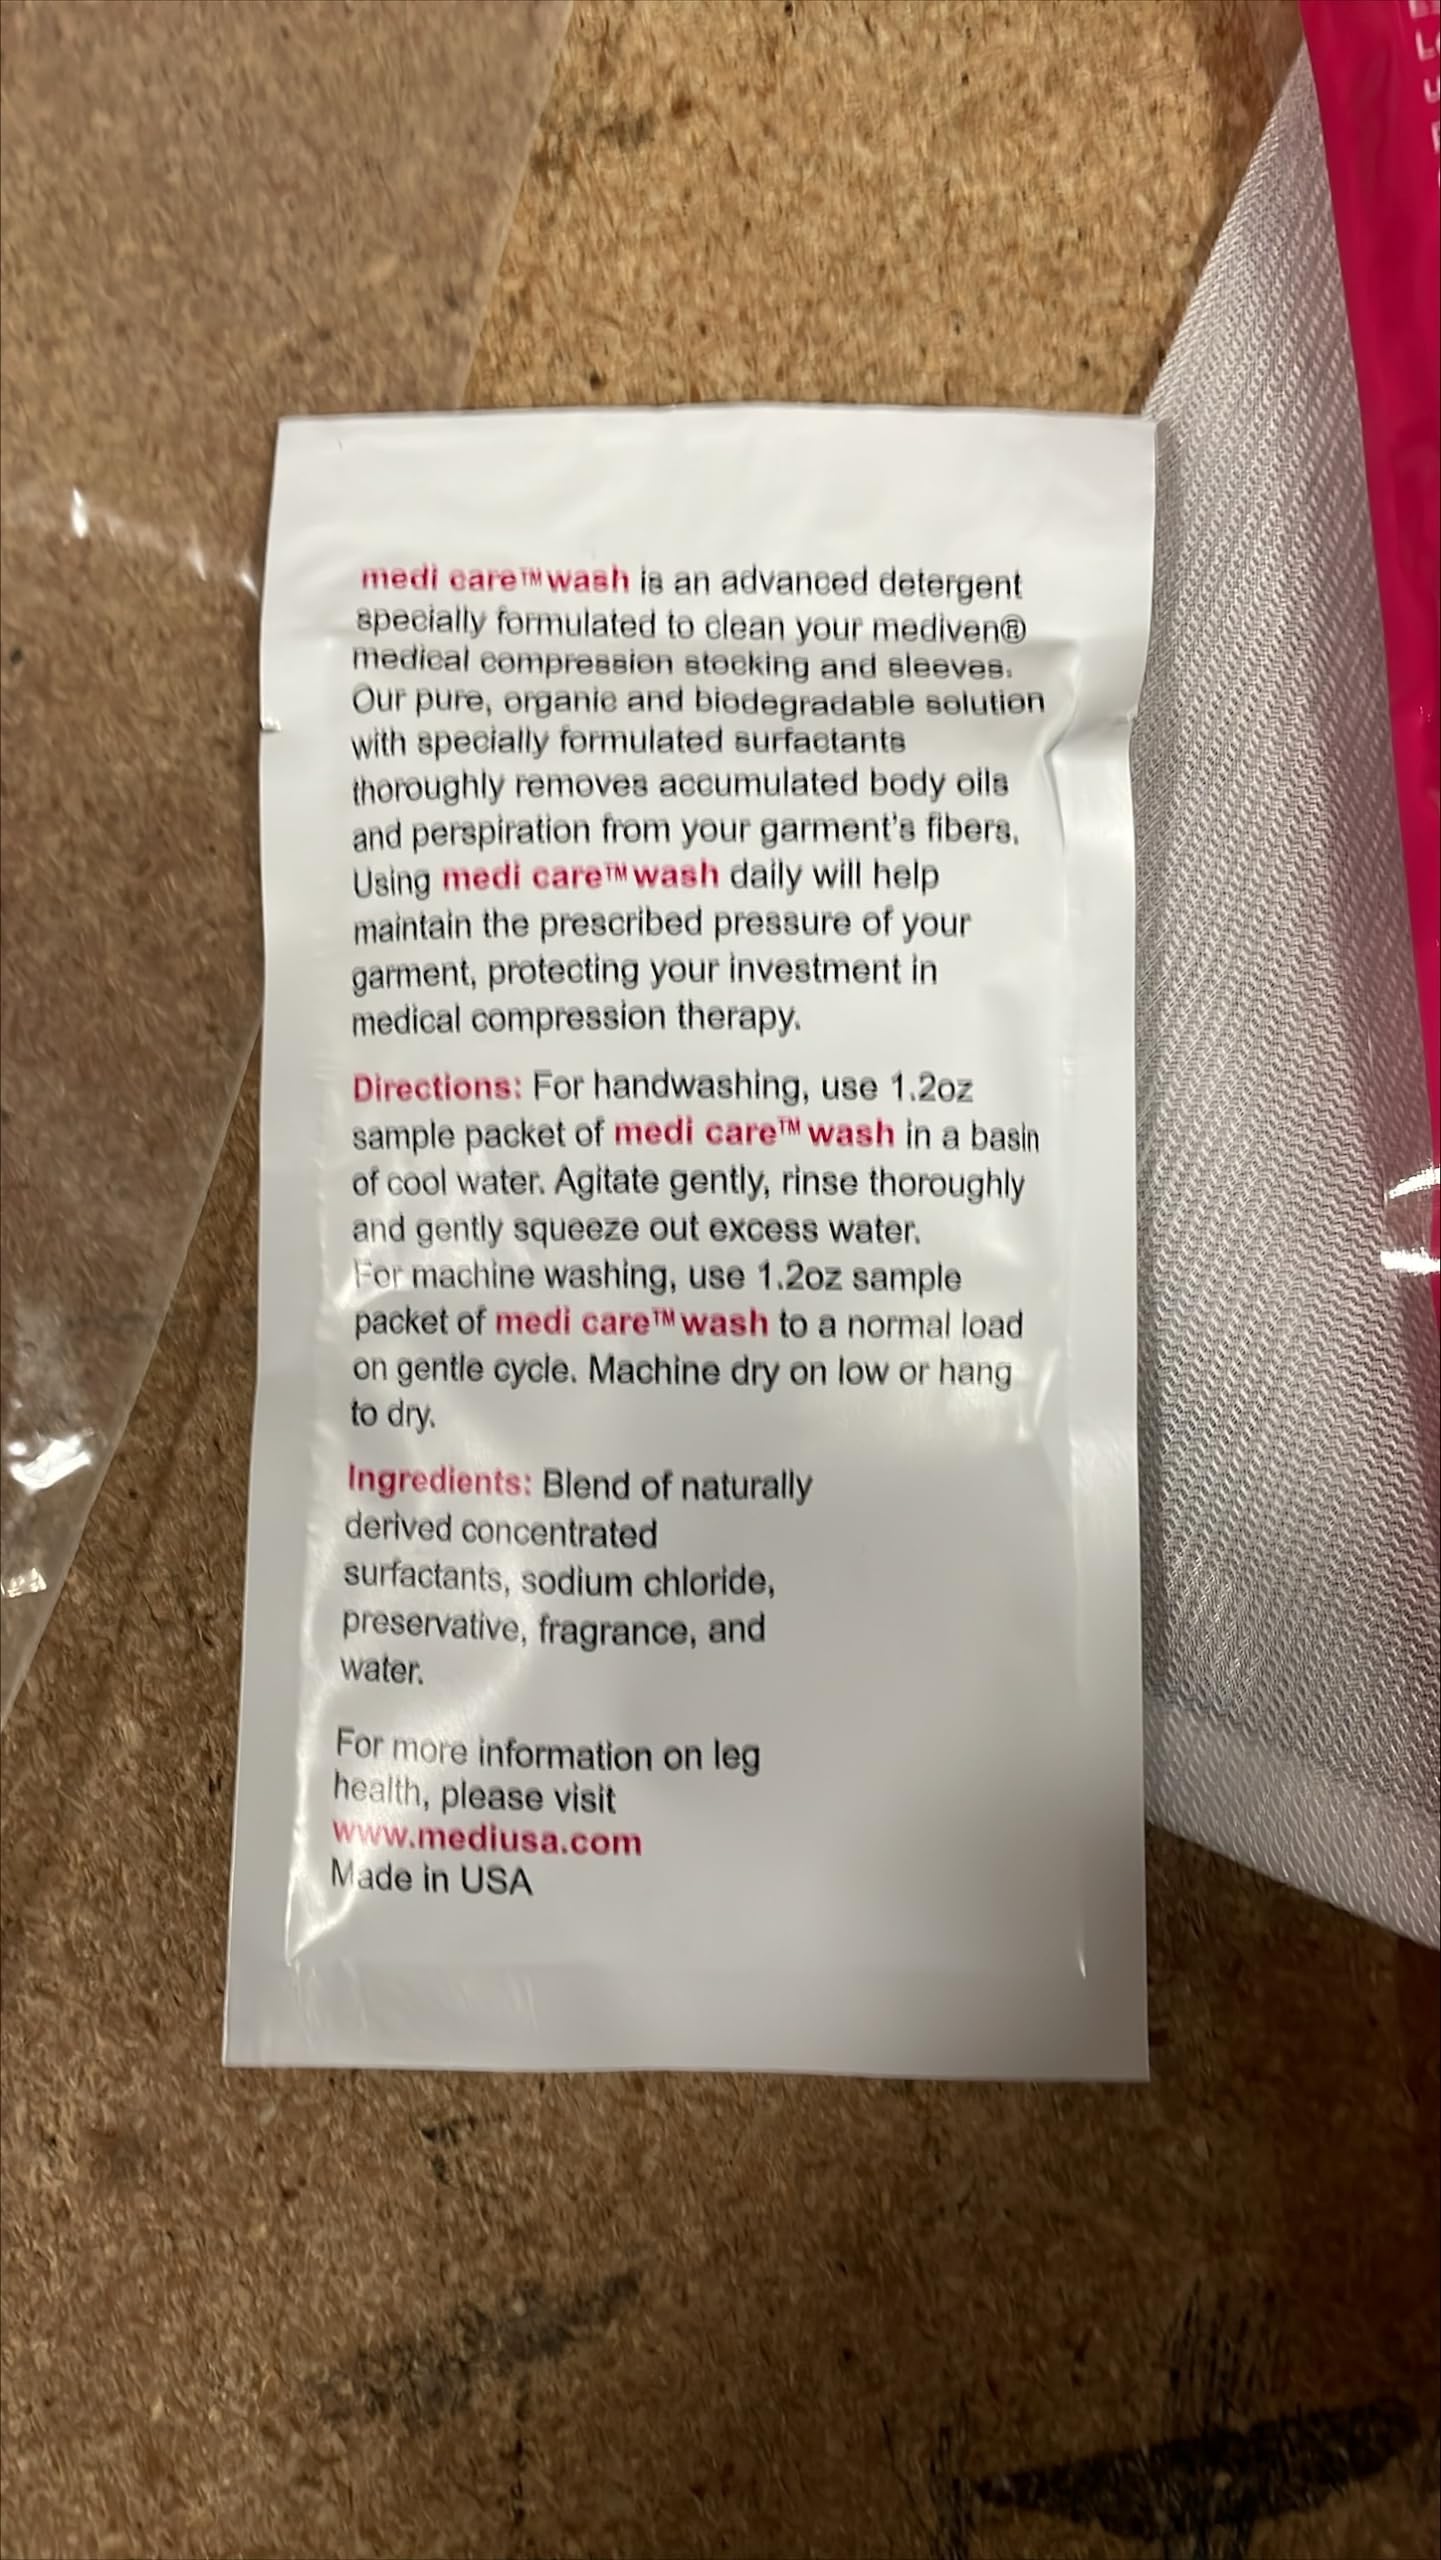 medi care™ wash is an advanced detergent
specially formulated to clean your mediven®
medical compression stocking and sleeves.
Our pure, organic and biodegradable solution
with specially formulated surfactants
thoroughly removes accumulated body oils
and perspiration from your garment's fibers.
Using medi care™ wash daily will help
maintain the prescribed pressure of your
garment, protecting your investment in
medical compression therapy.
Directions: For handwashing, use 1.2oz
sample packet of medi care™ wash in a basin
of cool water. Agitate gently, rinse thoroughly
and gently squeeze out excess water.
For machine washing, use 1.2oz sample
packet of medi care™ wash to a normal load
on gentle cycle. Machine dry on low or hang
to dry.
Ingredients: Blend of naturally
derived concentrated
surfactants, sodium chloride,
preservative, fragrance, and
water.
For more information on leg
health, please visit
www.mediusa.com
Made in USA